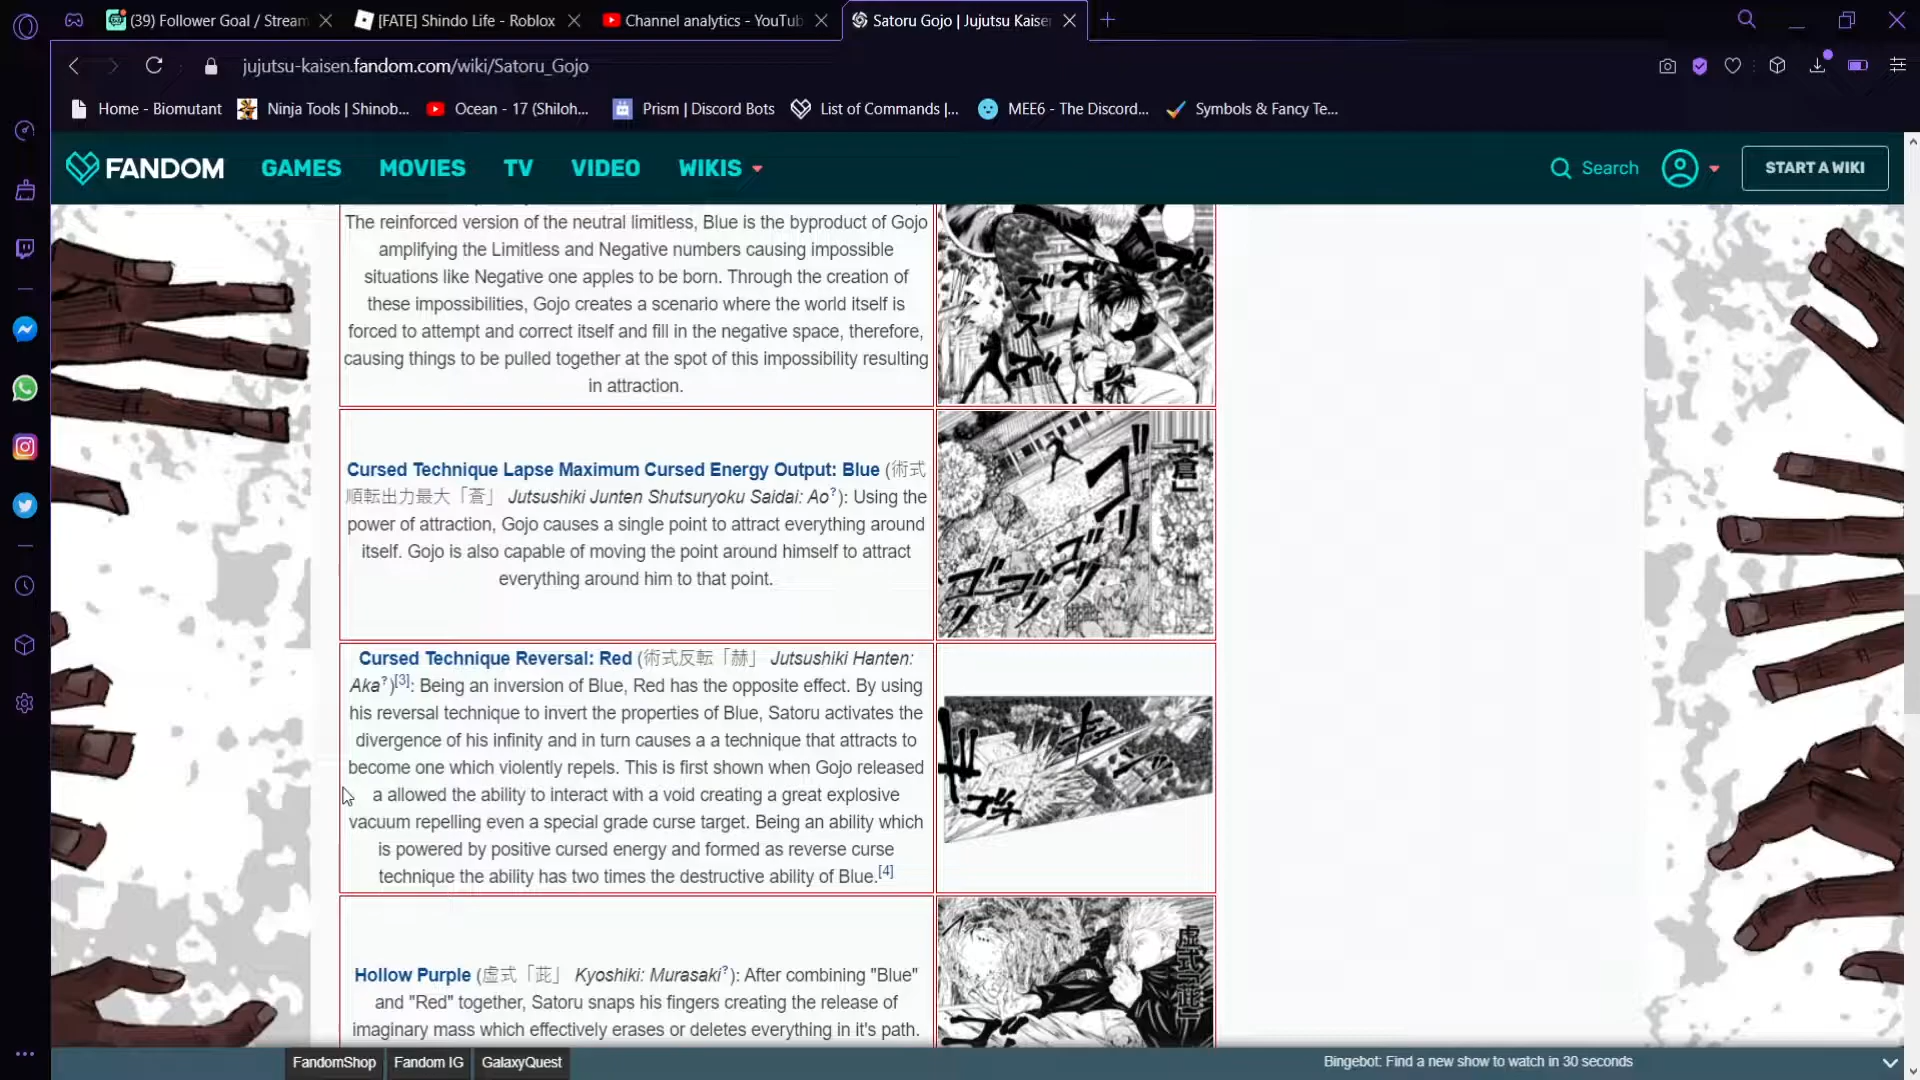 (39) Follower Goal / Stream
[FATE] Shindo Life - Roblox
Channel analytics - YouTub
Satoru Gojo | Jujutsu Kaisen
jujutsu-kaisen.fandom.com/wiki/Satoru_Gojo
Home - Biomutant
Ninja Tools | Shinob...
Ocean - 17 (Shiloh...
Prism | Discord Bots
List of Commands |...
MEE6 - The Discord...
Symbols & Fancy Te...
FANDOM
GAMES
MOVIES
TV
VIDEO
WIKIS
Search
START A WIKI
The reinforced version of the neutral limitless, Blue is the byproduct of Gojo
amplifying the Limitless and Negative numbers causing impossible
situations like Negative one apples to be born. Through the creation of
these impossibilities, Gojo creates a scenario where the world itself is
forced to attempt and correct itself and fill in the negative space, therefore,
causing things to be pulled together at the spot of this impossibility resulting
in attraction.
Cursed Technique Lapse Maximum Cursed Energy Output: Blue (術式
順転出力最大「蒼」 Jutsushiki Junten Shutsuryoku Saidai: Ao?): Using the
power of attraction, Gojo causes a single point to attract everything around
itself. Gojo is also capable of moving the point around himself to attract
everything around him to that point.
「蒼」
Cursed Technique Reversal: Red (術式反転「赫」 Jutsushiki Hanten:
Aka?)[3]: Being an inversion of Blue, Red has the opposite effect. By using
his reversal technique to invert the properties of Blue, Satoru activates the
divergence of his infinity and in turn causes a a technique that attracts to
become one which violently repels. This is first shown when Gojo released
a allowed the ability to interact with a void creating a great explosive
vacuum repelling even a special grade curse target. Being an ability which
is powered by positive cursed energy and formed as reverse curse
technique the ability has two times the destructive ability of Blue.[4]
Hollow Purple (虚式「茈」 Kyoshiki: Murasaki?): After combining "Blue"
and "Red" together, Satoru snaps his fingers creating the release of
imaginary mass which effectively erases or deletes everything in it's path.
虚式「茈」
FandomShop
Fandom IG
GalaxyQuest
Bingebot: Find a new show to watch in 30 seconds